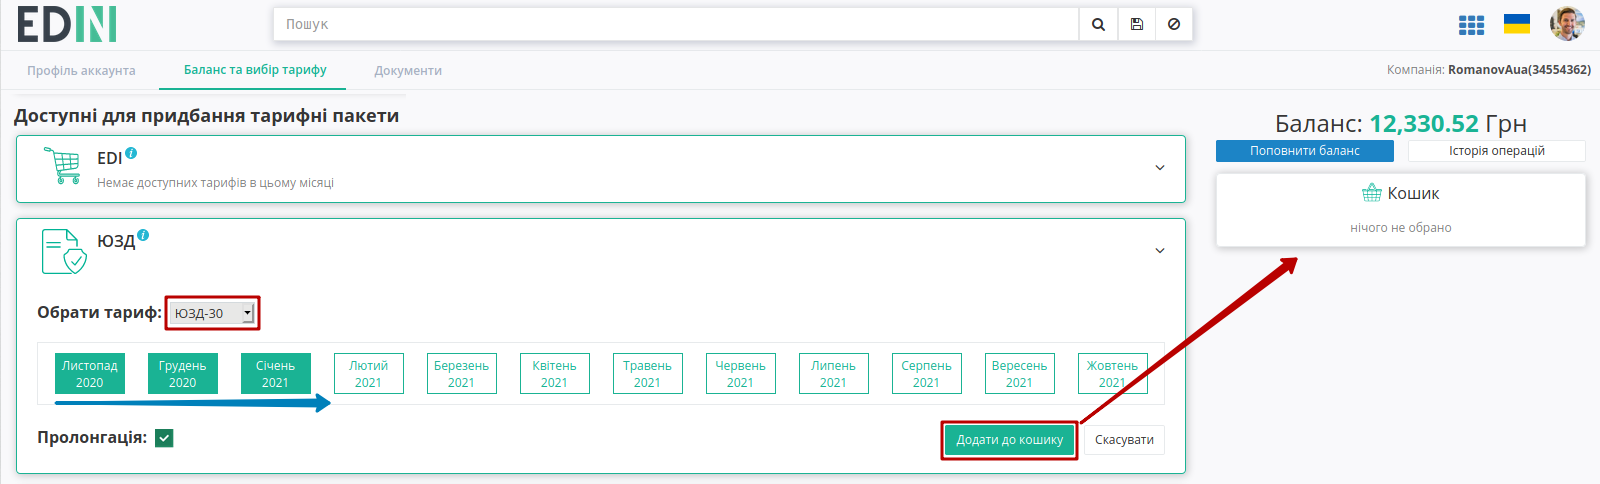 EDIN
Пошук
Профіль аккаунта
Баланс та вибір тарифу
Документи
Компанія: RomanovAua(34554362)
Доступні для придбання тарифні пакети
Баланс: 12,330.52 Грн
Поповнити баланс
Історія операцій
EDI i
Немає доступних тарифів в цьому місяці
Кошик
нічого не обрано
ЮЗД i
Обрати тариф: ЮЗД-30
Листопад
2020
Грудень
2020
Січень
2021
Лютий
2021
Березень
2021
Квітень
2021
Травень
2021
Червень
2021
Липень
2021
Серпень
2021
Вересень
2021
Жовтень
2021
Пролонгація:
Додати до кошику
Скасувати